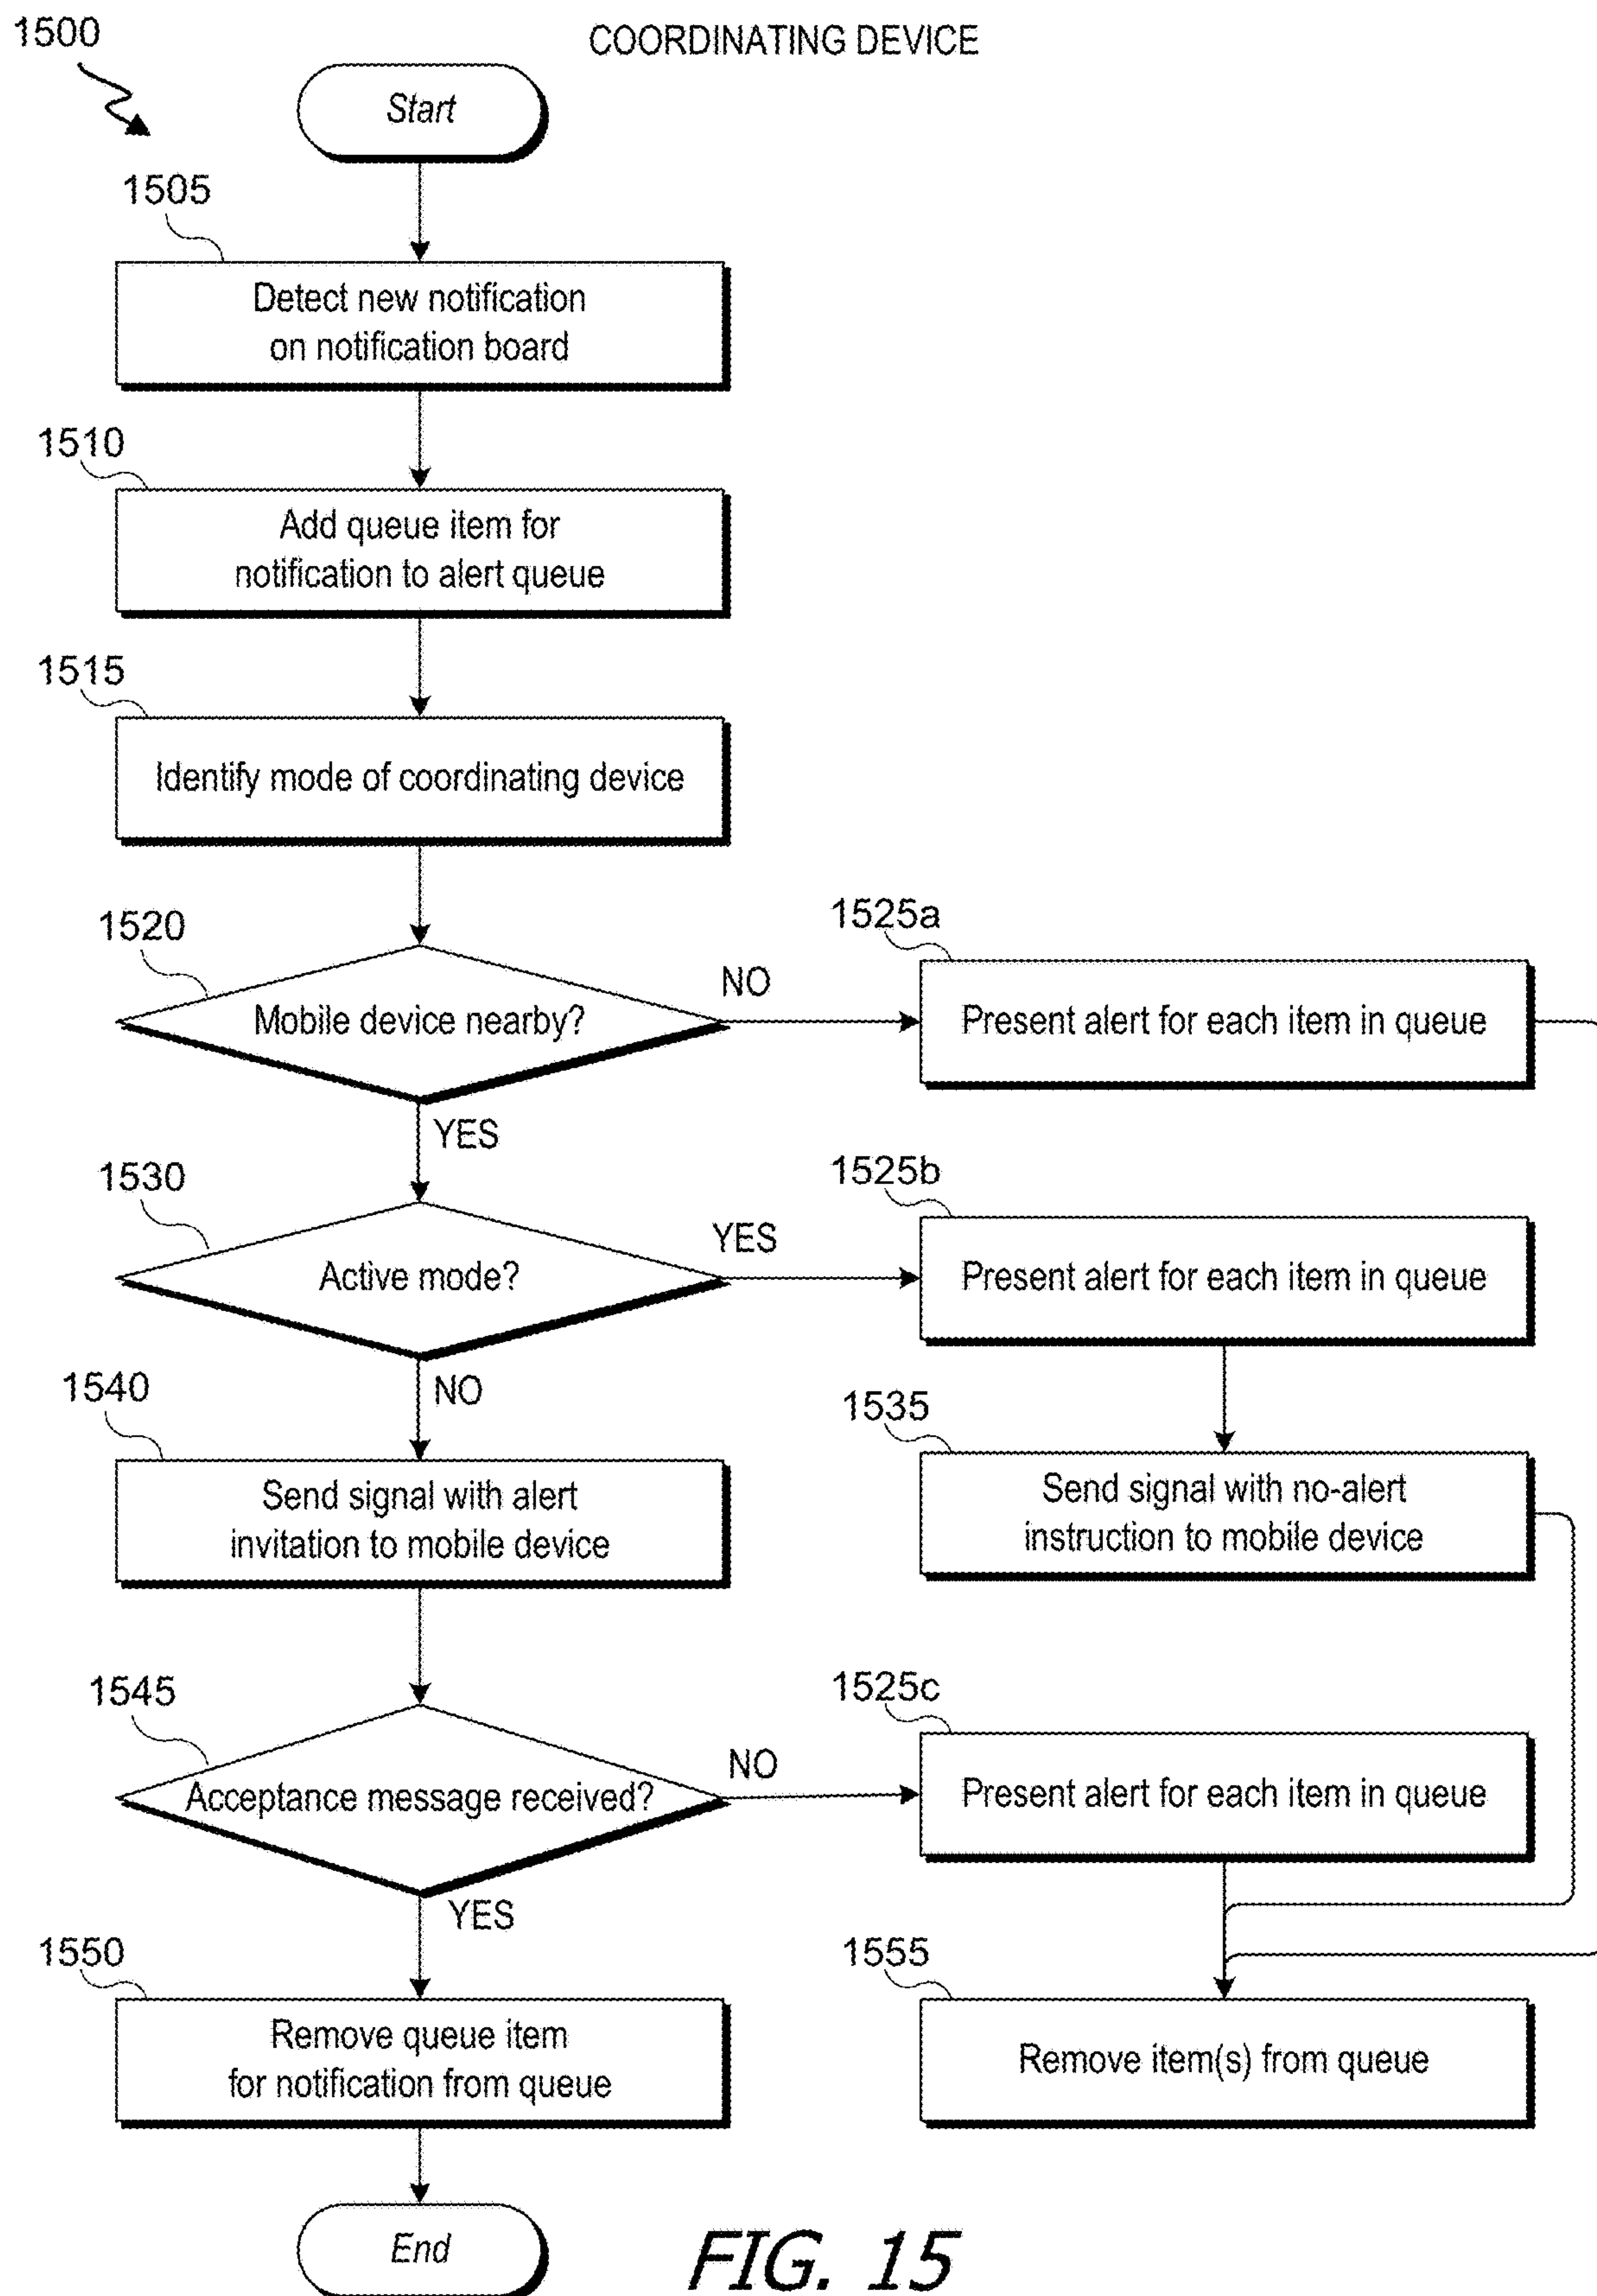 1500
COORDINATING DEVICE
Start
1505
Detect new notification
on notification board
1510
Add queue item for
notification to alert queue
1515
Identify mode of coordinating device
1520
Mobile device nearby?
NO
1525a
Present alert for each item in queue
YES
1530
Active mode?
YES
1525b
Present alert for each item in queue
NO
1535
Send signal with no-alert
instruction to mobile device
1540
Send signal with alert
invitation to mobile device
1545
Acceptance message received?
NO
1525c
Present alert for each item in queue
YES
1550
Remove queue item
for notification from queue
1555
Remove item(s) from queue
End
FIG. 15